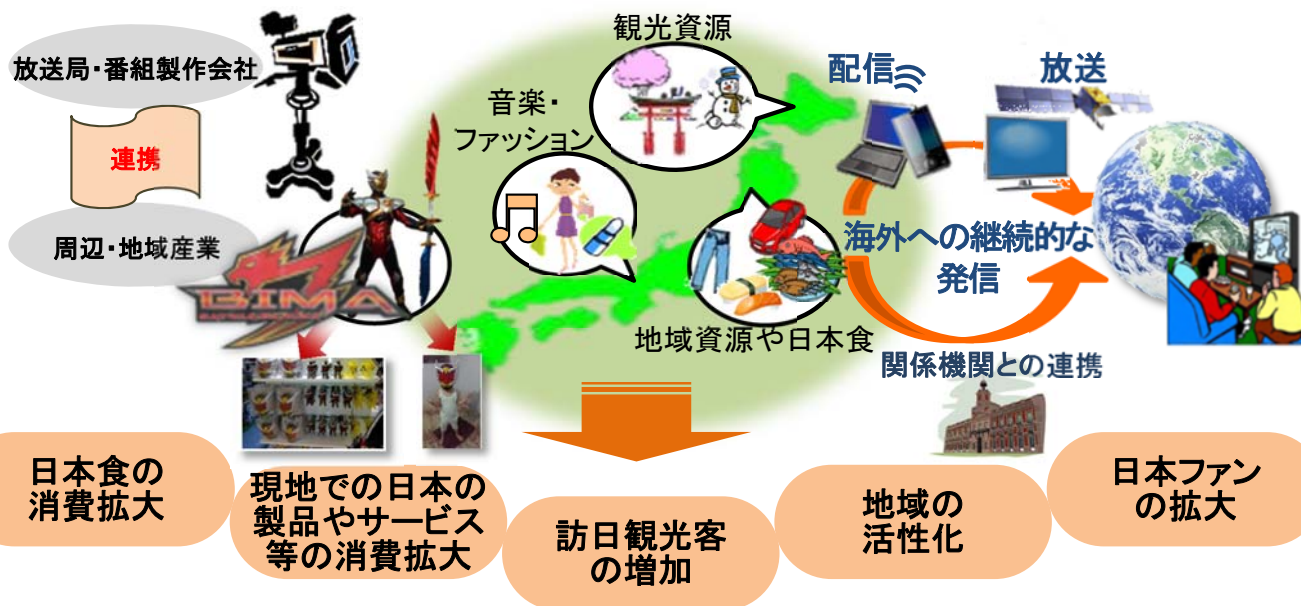 放送局・番組製作会社
連携
周辺・地域産業
BIMA
観光資源
音楽・
ファッション
地域資源や日本食
配信
放送
海外への継続的な
発信
関係機関との連携
日本食の
消費拡大
現地での日本の
製品やサービス
等の消費拡大
訪日観光客
の増加
地域の
活性化
日本ファン
の拡大